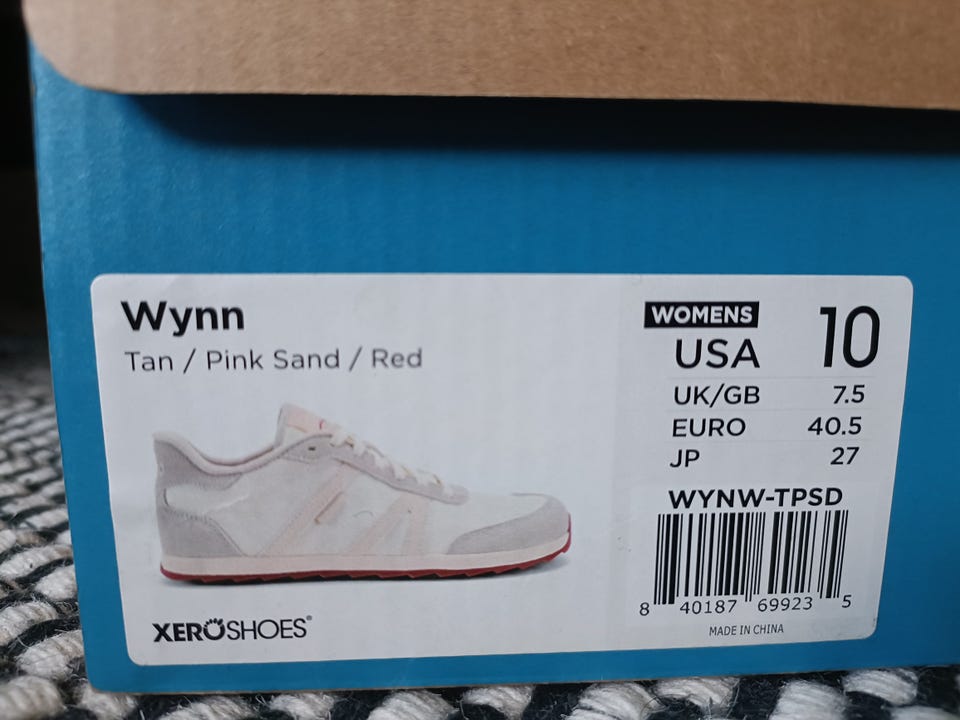 Wynn
Tan / Pink Sand / Red
WOMENS
USA 10
UK/GB 7.5
EURO 40.5
JP 27
WYNW-TPSD
8 40187 69923 5
MADE IN CHINA
XEROSHOES®